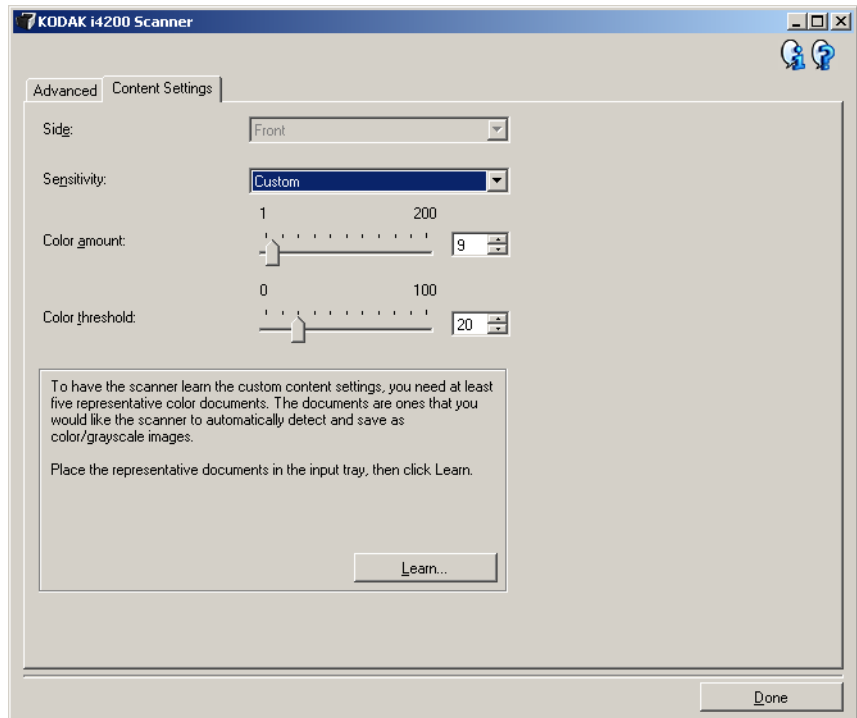 KODAK i4200 Scanner
Advanced
Content Settings
Side:
Front
Sensitivity:
Custom
1 200
Color amount:
9
0 100
Color threshold:
20
To have the scanner learn the custom content settings, you need at least
five representative color documents. The documents are ones that you
would like the scanner to automatically detect and save as
color/grayscale images.
Place the representative documents in the input tray, then click Learn.
Learn...
Done